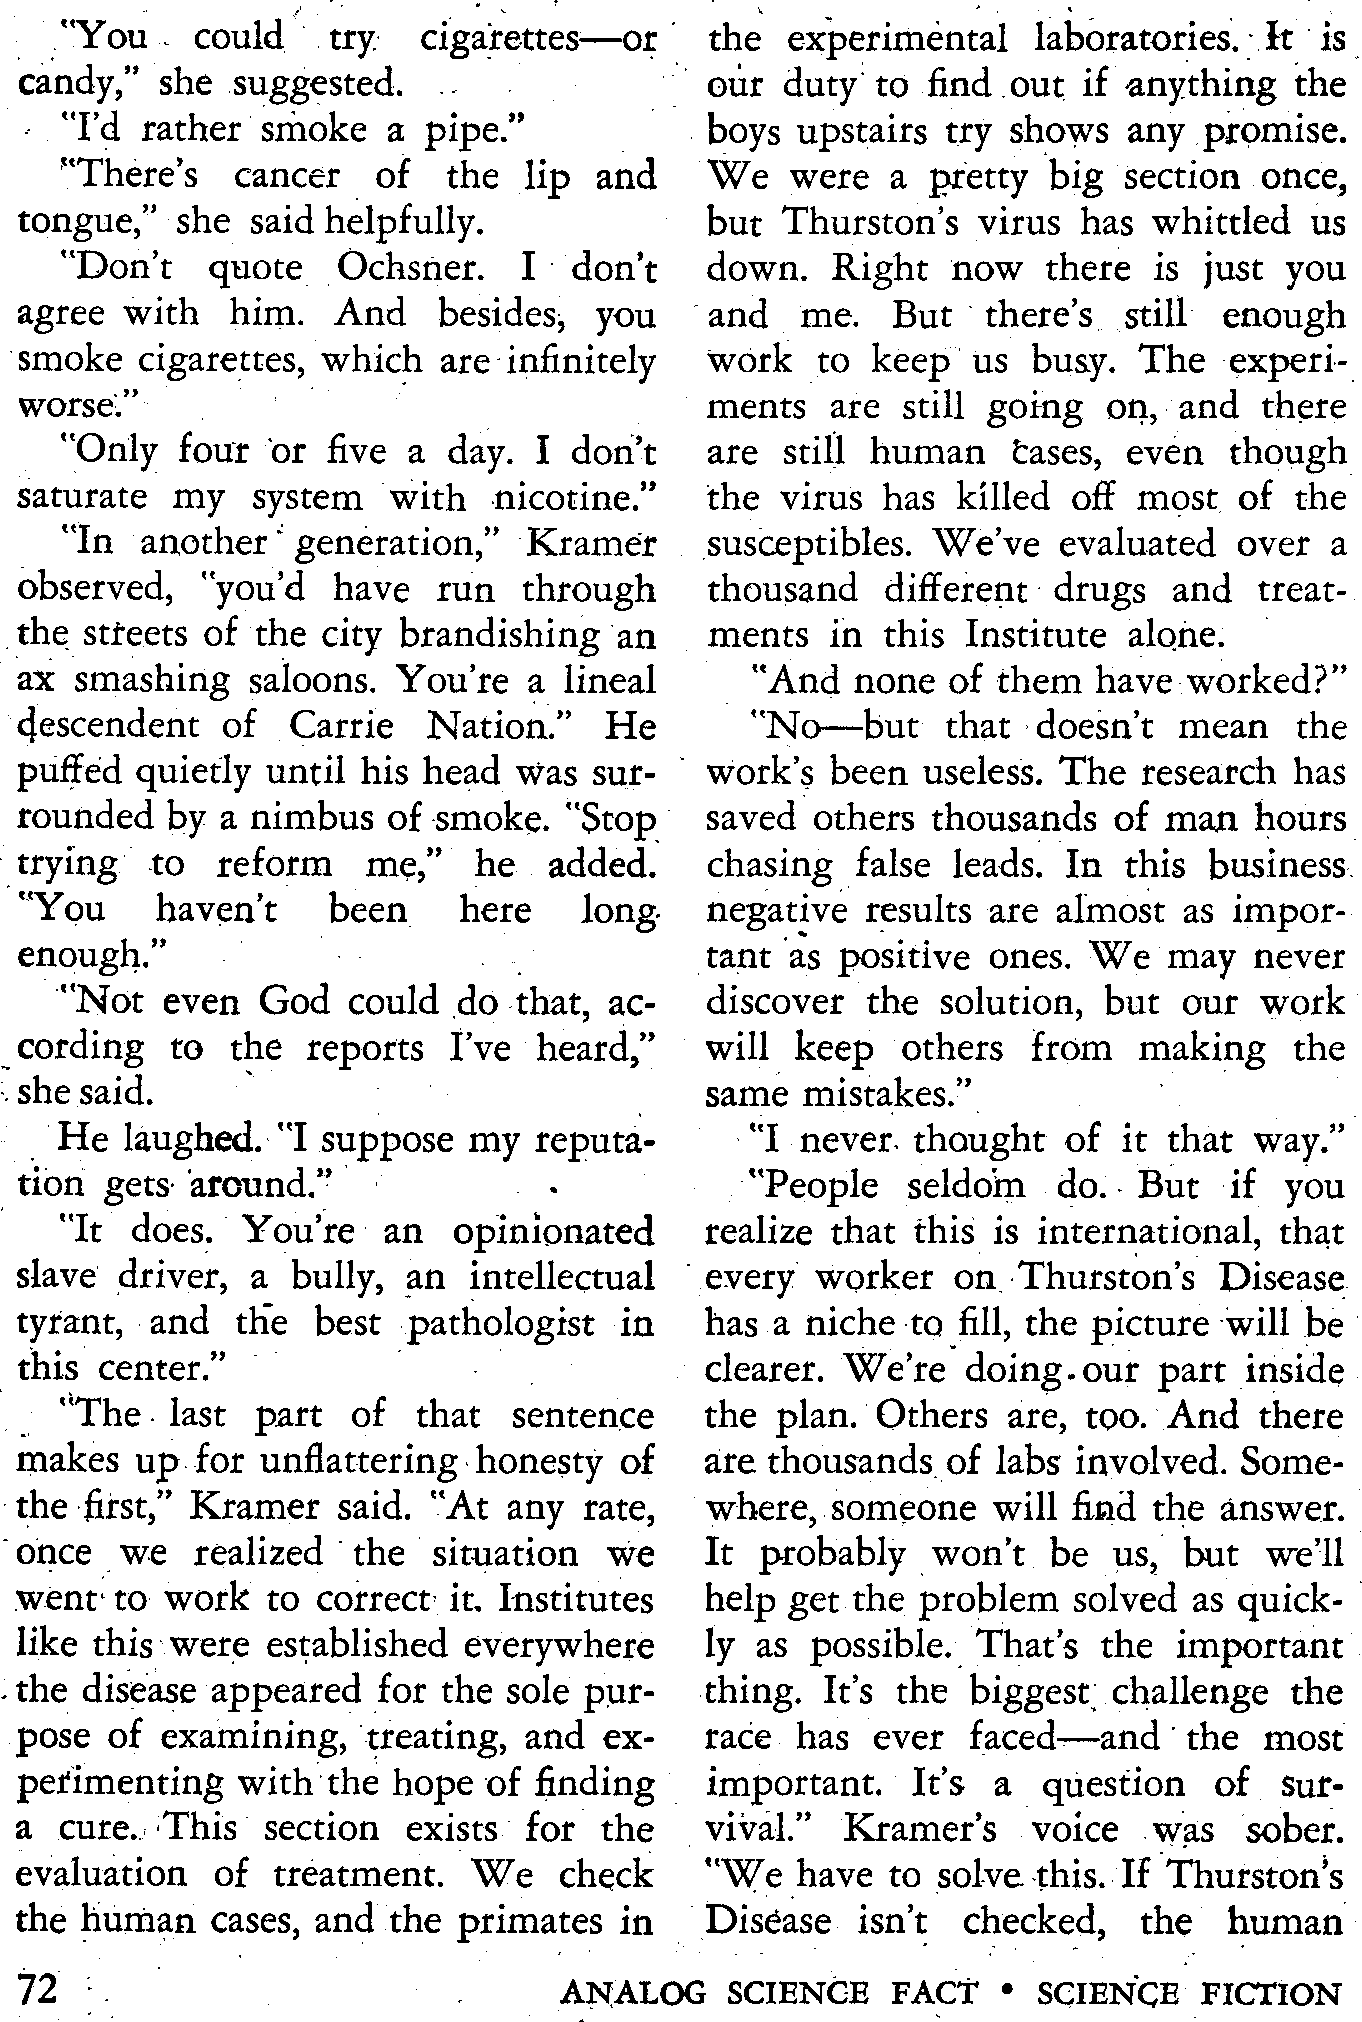 "You could try cigarettes—or
candy," she suggested.
"I'd rather smoke a pipe."
"There's cancer of the lip and
tongue," she said helpfully.
"Don't quote Ochsner. I don't
agree with him. And besides, you
smoke cigarettes, which are infinitely
worse."
"Only four or five a day. I don't
saturate my system with nicotine."
"In another generation," Kramer
observed, "you'd have run through
the streets of the city brandishing an
ax smashing saloons. You're a lineal
descendent of Carrie Nation." He
puffed quietly until his head was sur-
rounded by a nimbus of smoke. "Stop
trying to reform me," he added.
"You haven't been here long
enough."
"Not even God could do that, ac-
cording to the reports I've heard,"
she said.
He laughed. "I suppose my reputa-
tion gets around."
"It does. You're an opinionated
slave driver, a bully, an intellectual
tyrant, and the best pathologist in
this center."
"The last part of that sentence
makes up for unflattering honesty of
the first," Kramer said. "At any rate,
once we realized the situation we
went to work to correct it. Institutes
like this were established everywhere
the disease appeared for the sole pur-
pose of examining, treating, and ex-
perimenting with the hope of finding
a cure. This section exists for the
evaluation of treatment. We check
the human cases, and the primates in
the experimental laboratories. It is
our duty to find out if anything the
boys upstairs try shows any promise.
We were a pretty big section once,
but Thurston's virus has whittled us
down. Right now there is just you
and me. But there's still enough
work to keep us busy. The experi-
ments are still going on, and there
are still human cases, even though
the virus has killed off most of the
susceptibles. We've evaluated over a
thousand different drugs and treat-
ments in this Institute alone.
"And none of them have worked?"
"No—but that doesn't mean the
work's been useless. The research has
saved others thousands of man hours
chasing false leads. In this business
negative results are almost as impor-
tant as positive ones. We may never
discover the solution, but our work
will keep others from making the
same mistakes."
"I never thought of it that way."
"People seldom do. But if you
realize that this is international, that
every worker on Thurston's Disease
has a niche to fill, the picture will be
clearer. We're doing our part inside
the plan. Others are, too. And there
are thousands of labs involved. Some-
where, someone will find the answer.
It probably won't be us, but we'll
help get the problem solved as quick-
ly as possible. That's the important
thing. It's the biggest challenge the
race has ever faced—and the most
important. It's a question of sur-
vival." Kramer's voice was sober.
"We have to solve this. If Thurston's
Disease isn't checked, the human
72
ANALOG SCIENCE FACT • SCIENCE FICTION